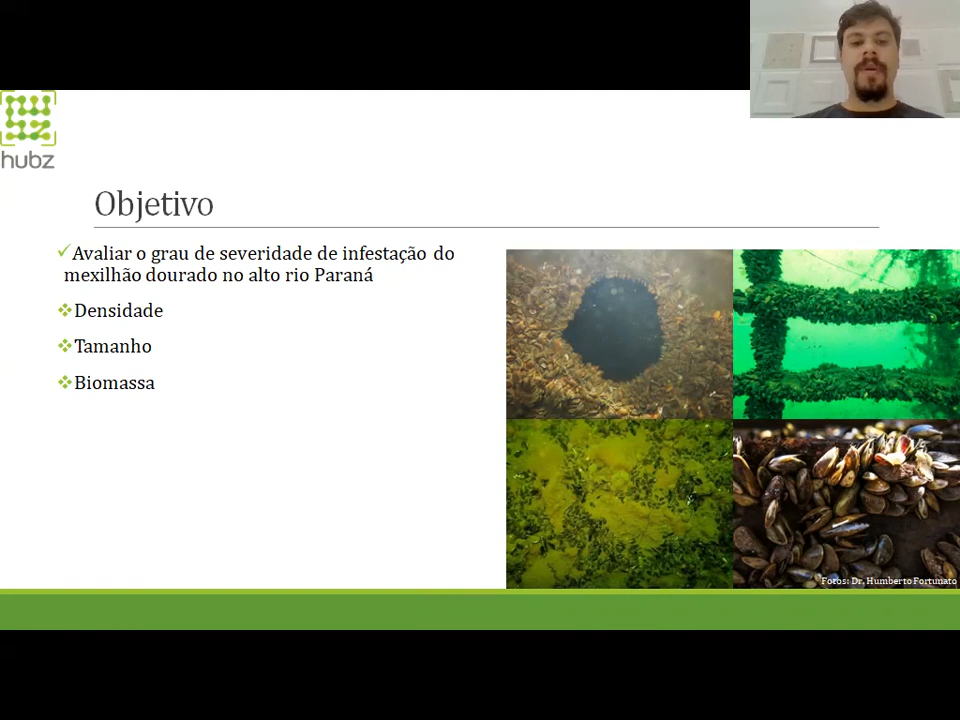 hubz
Objetivo
Avaliar o grau de severidade de infestação do
mexilhão dourado no alto rio Paraná
Densidade
Tamanho
Biomassa
Fotos: Dr. Humberto Fortunato